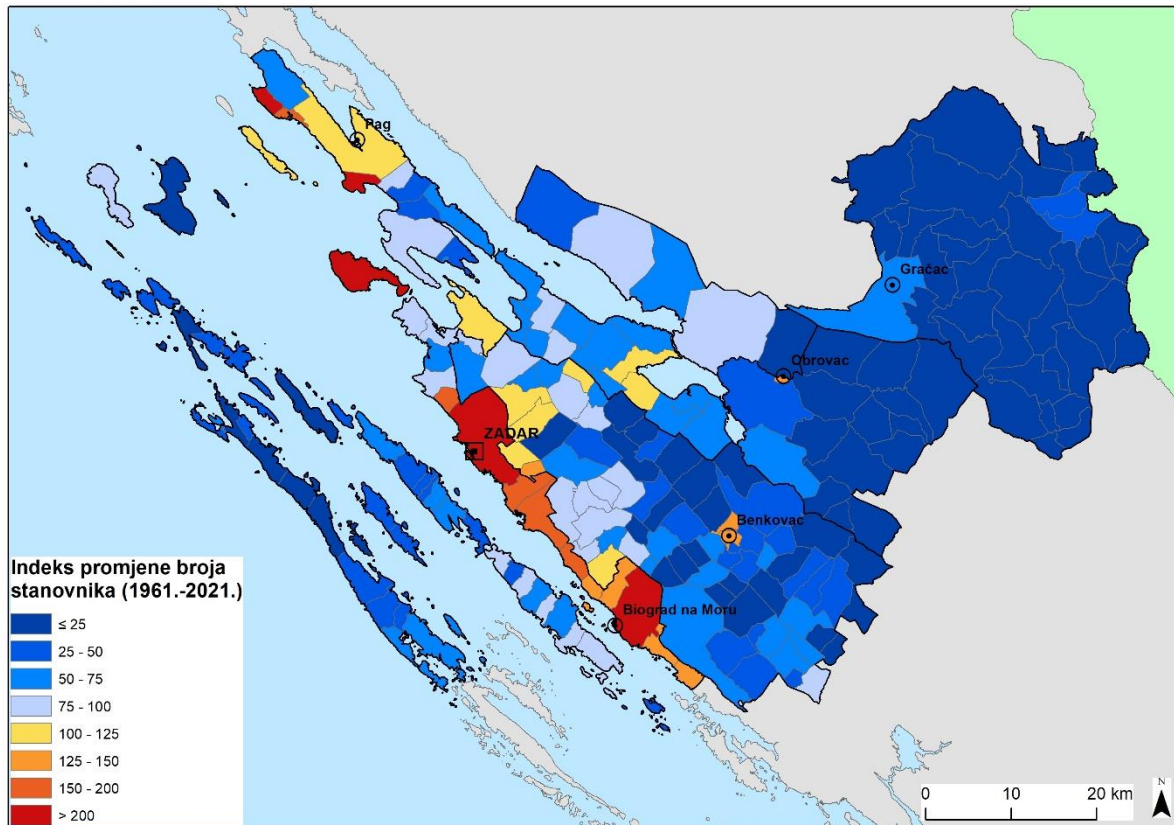 Pag
Gračac
Obrovac
ZADAR
Benkovac
Biograd na Moru
Indeks promjene broja
stanovnika (1961.-2021.)
≤ 25
25 - 50
50 - 75
75 - 100
100 - 125
125 - 150
150 - 200
> 200
0 10 20 km
N